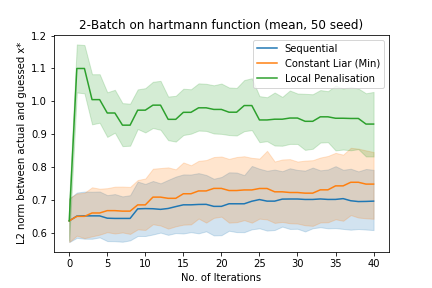 2-Batch on hartmann function (mean, 50 seed)
Sequential
Constant Liar (Min)
Local Penalisation
L2 norm between actual and guessed x*
1.2
1.1
1.0
0.9
0.8
0.7
0.6
0 5 10 15 20 25 30 35 40
No. of Iterations